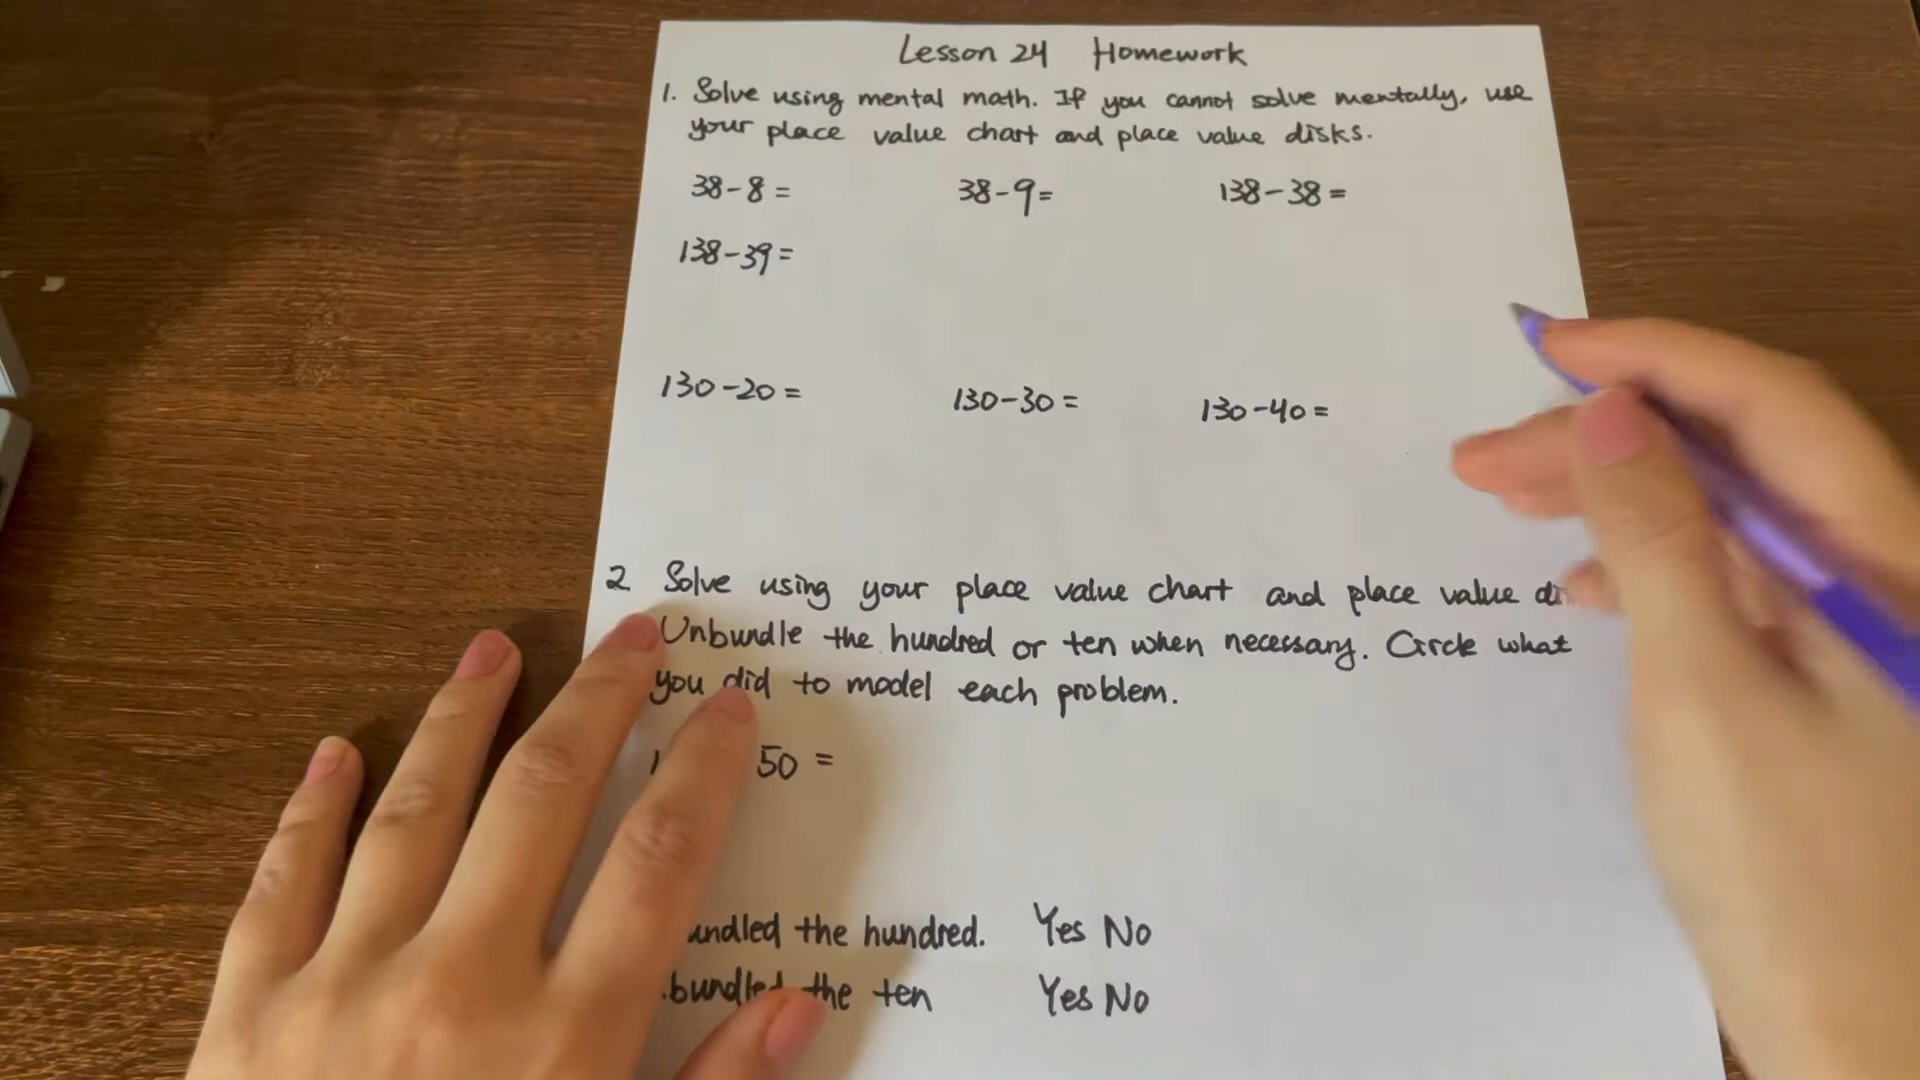 Lesson 24 Homework
1. Solve using mental math. If you cannot solve mentally, use
your place value chart and place value disks.
38-8= 38-9= 138-38=
138-39=
130-20= 130-30= 130-40=
2 Solve using your place value chart and place value
Unbundle the hundred or ten when necessary. Circle what
you did to model each problem.
50 =
the hundred. Yes No
the ten Yes No